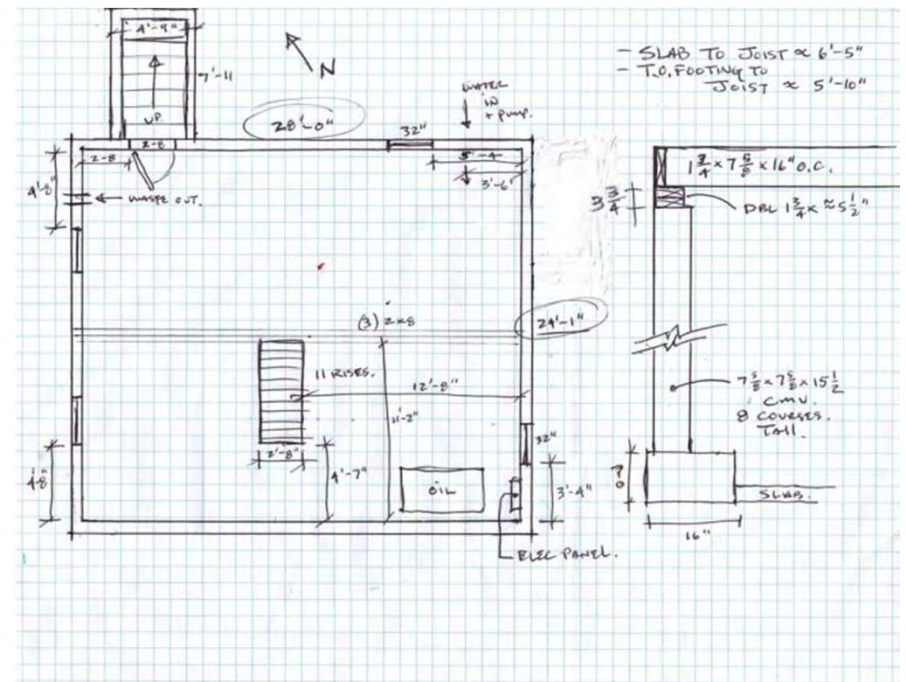 4'-4"
7'-11
UP
N
28'-0"
WATER
IN
+ PUMP.
- SLAB TO JOIST ≈ 6'-5"
- T.O. FOOTING TO
JOIST ≈ 5'-10"
2-8
2-8
32"
5'-4
3'-6"
4'-8"
WASTE OUT.
1 3/4 x 7 5/8 x 16" O.C.
3 3/4
DBL 1 3/4 x ≈ 5 1/2"
(3) 2x8
24'-1"
11 RISES.
12'-8"
11'-2"
7 5/8 x 7 5/8 x 15 1/2
CMU.
8 COURSES.
TALL.
2'-8"
4'-7"
32"
4'-8"
OIL
3'-4"
SLAB.
16"
ELEC PANEL.